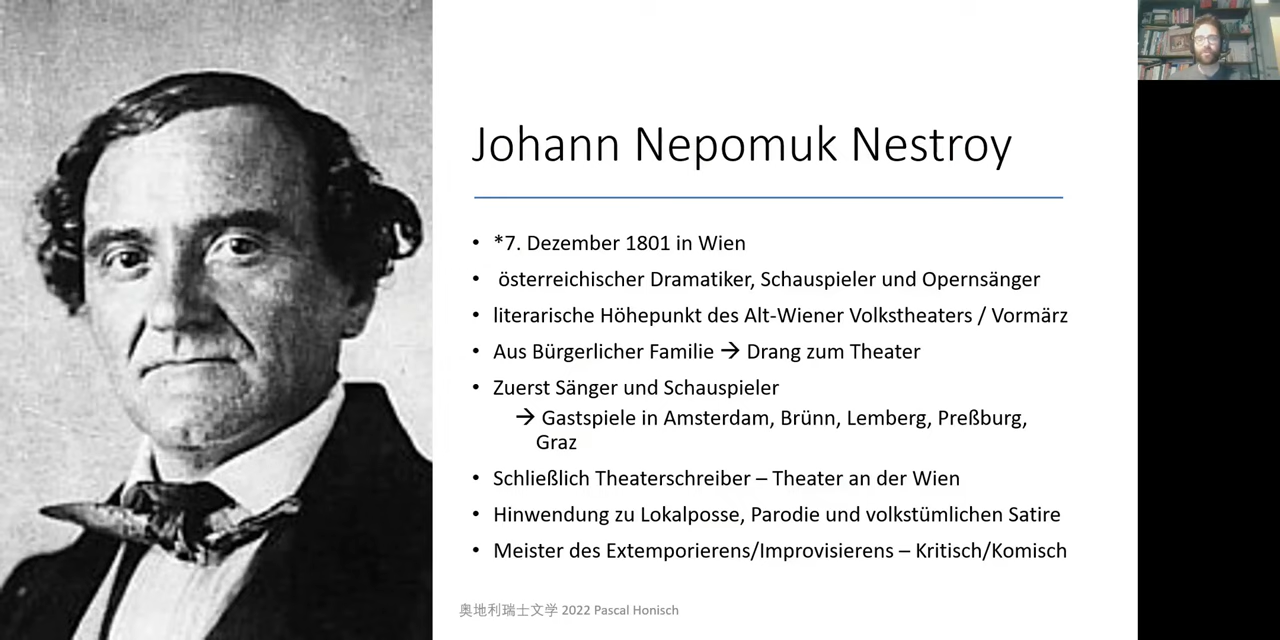 Johann Nepomuk Nestroy
• *7. Dezember 1801 in Wien
• österreichischer Dramatiker, Schauspieler und Opernsänger
• literarische Höhepunkt des Alt-Wiener Volkstheaters / Vormärz
• Aus Bürgerlicher Familie → Drang zum Theater
• Zuerst Sänger und Schauspieler
→ Gastspiele in Amsterdam, Brünn, Lemberg, Preßburg,
Graz
• Schließlich Theaterschreiber – Theater an der Wien
• Hinwendung zu Lokalposse, Parodie und volkstümlichen Satire
• Meister des Extemporierens/Improvisierens – Kritisch/Komisch
奥地利瑞士文学 2022 Pascal Honisch